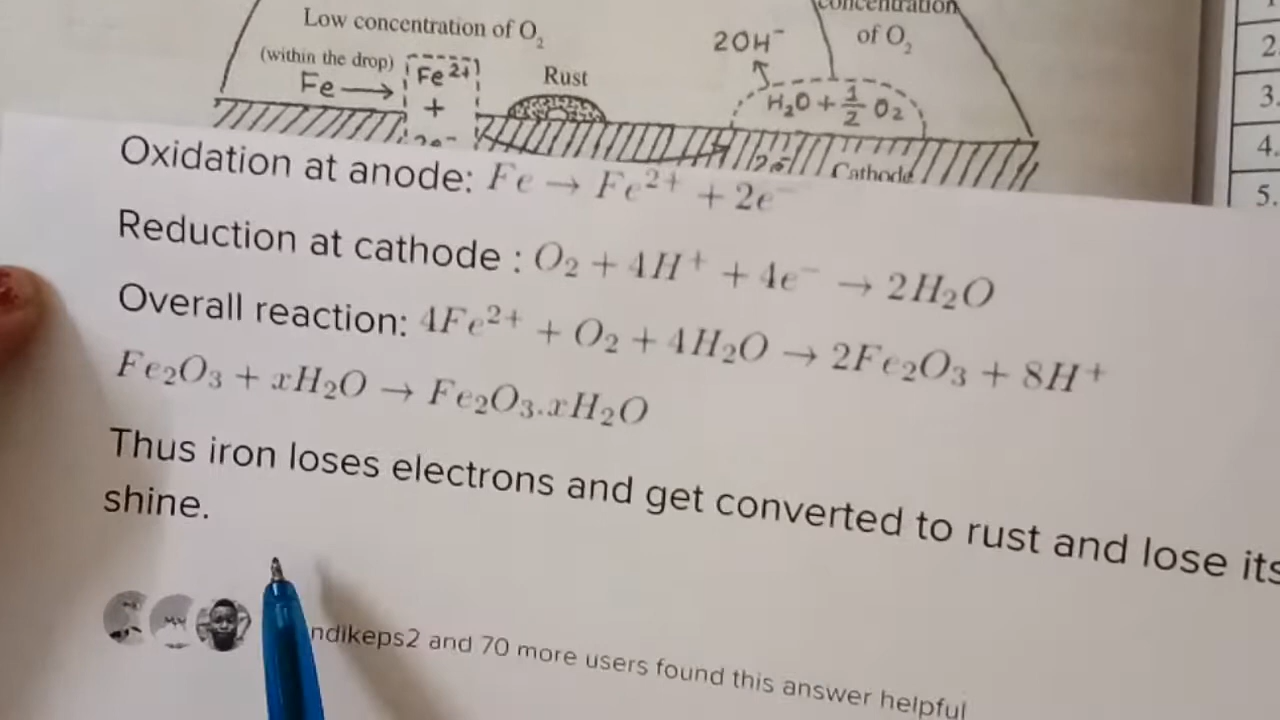 Low concentration of O₂
(within the drop)
Fe → Fe²⁺
+
2e⁻
Rust
2OH⁻
concentration
of O₂
H₂O + 1/2 O₂
Cathode
2.
3.
4.
5.
Oxidation at anode: Fe → Fe²⁺ + 2e⁻
Reduction at cathode : O₂ + 4H⁺ + 4e⁻ → 2H₂O
Overall reaction: 4Fe²⁺ + O₂ + 4H₂O → 2Fe₂O₃ + 8H⁺
Fe₂O₃ + xH₂O → Fe₂O₃.xH₂O
Thus iron loses electrons and get converted to rust and lose its
shine.
ndikeps2 and 70 more users found this answer helpful